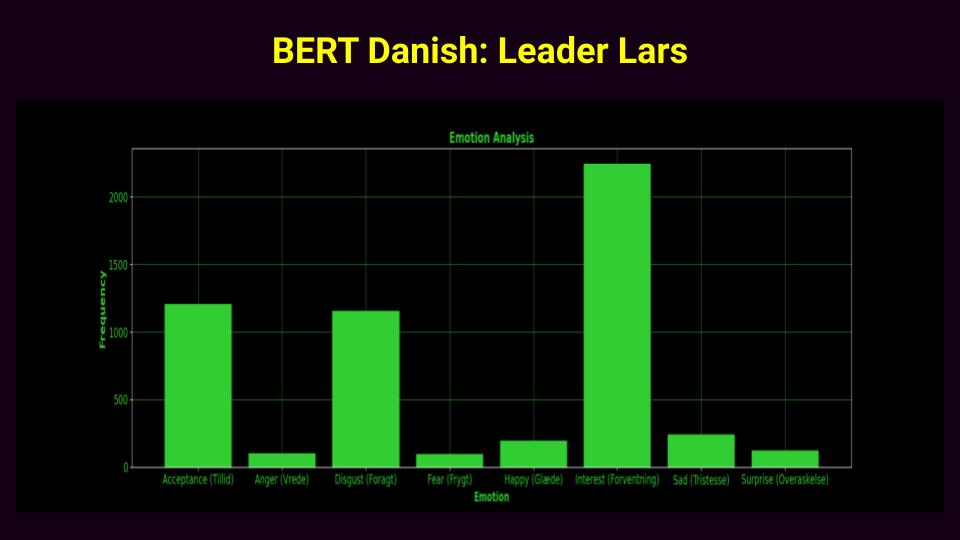 BERT Danish: Leader Lars
Emotion Analysis
Frequency
2000
1500
1000
500
0
Acceptance (Tillid) Anger (Vrede) Disgust (Foragt) Fear (Frygt) Happy (Glæde) Interest (Forventning) Sad (Tristesse) Surprise (Overaskelse)
Emotion